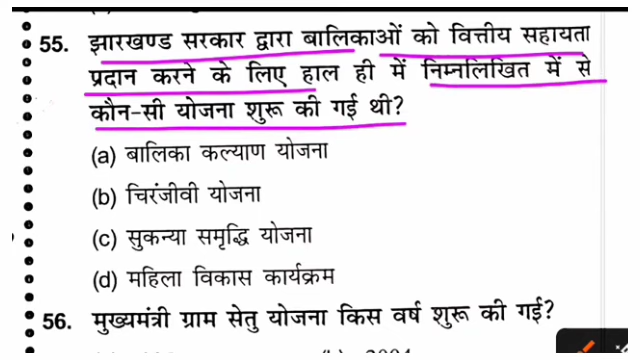 55. झारखण्ड सरकार द्वारा बालिकाओं को वित्तीय सहायता
प्रदान करने के लिए हाल ही में निम्नलिखित में से
कौन-सी योजना शुरू की गई थी?
(a) बालिका कल्याण योजना
(b) चिरंजीवी योजना
(c) सुकन्या समृद्धि योजना
(d) महिला विकास कार्यक्रम
56. मुख्यमंत्री ग्राम सेतु योजना किस वर्ष शुरू की गई?